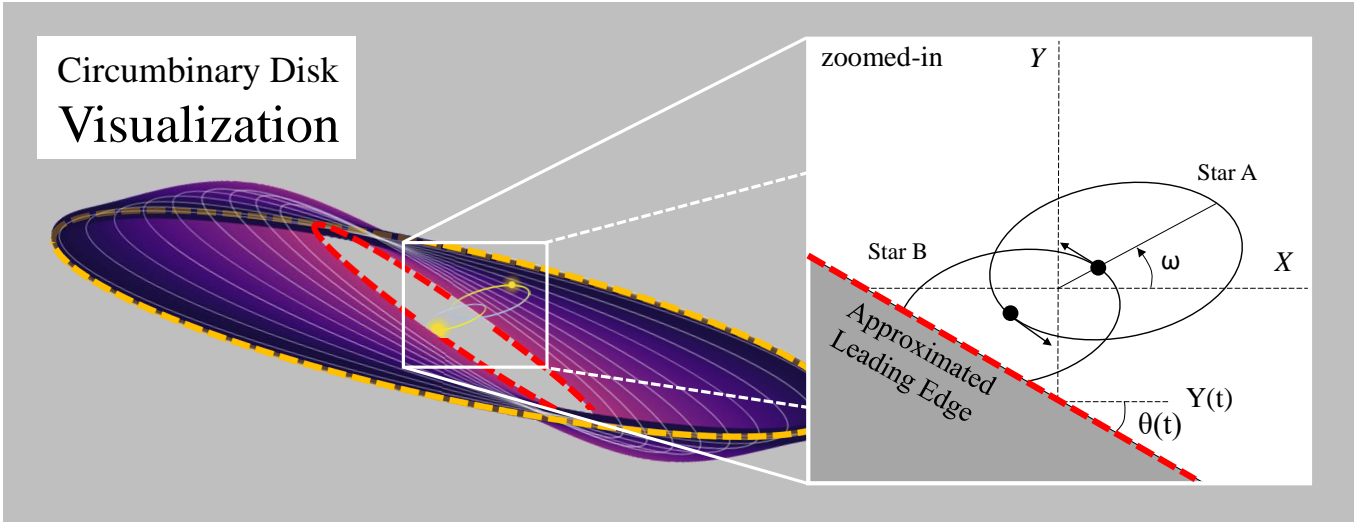 Circumbinary Disk
Visualization
zoomed-in
Y
Star A
Star B
ω
X
Approximated
Leading Edge
Y(t)
θ(t)